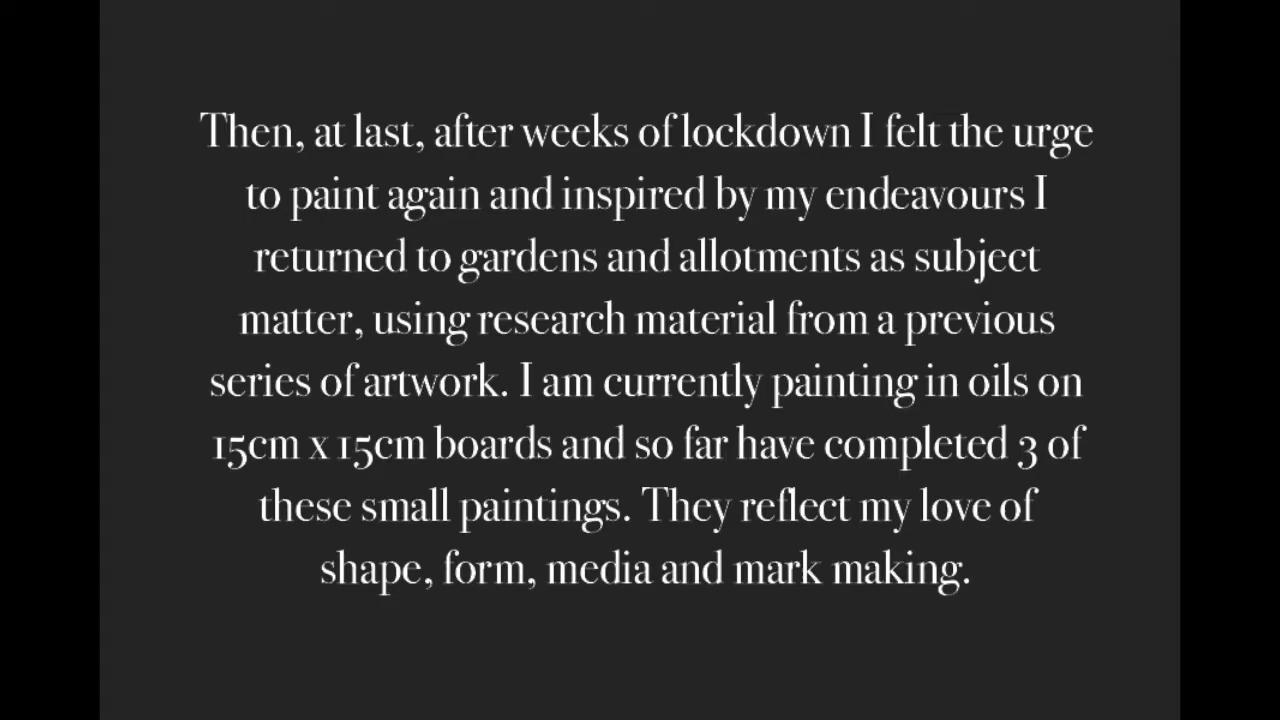 Then, at last, after weeks of lockdown I felt the urge
to paint again and inspired by my endeavours I
returned to gardens and allotments as subject
matter, using research material from a previous
series of artwork. I am currently painting in oils on
15cm x 15cm boards and so far have completed 3 of
these small paintings. They reflect my love of
shape, form, media and mark making.